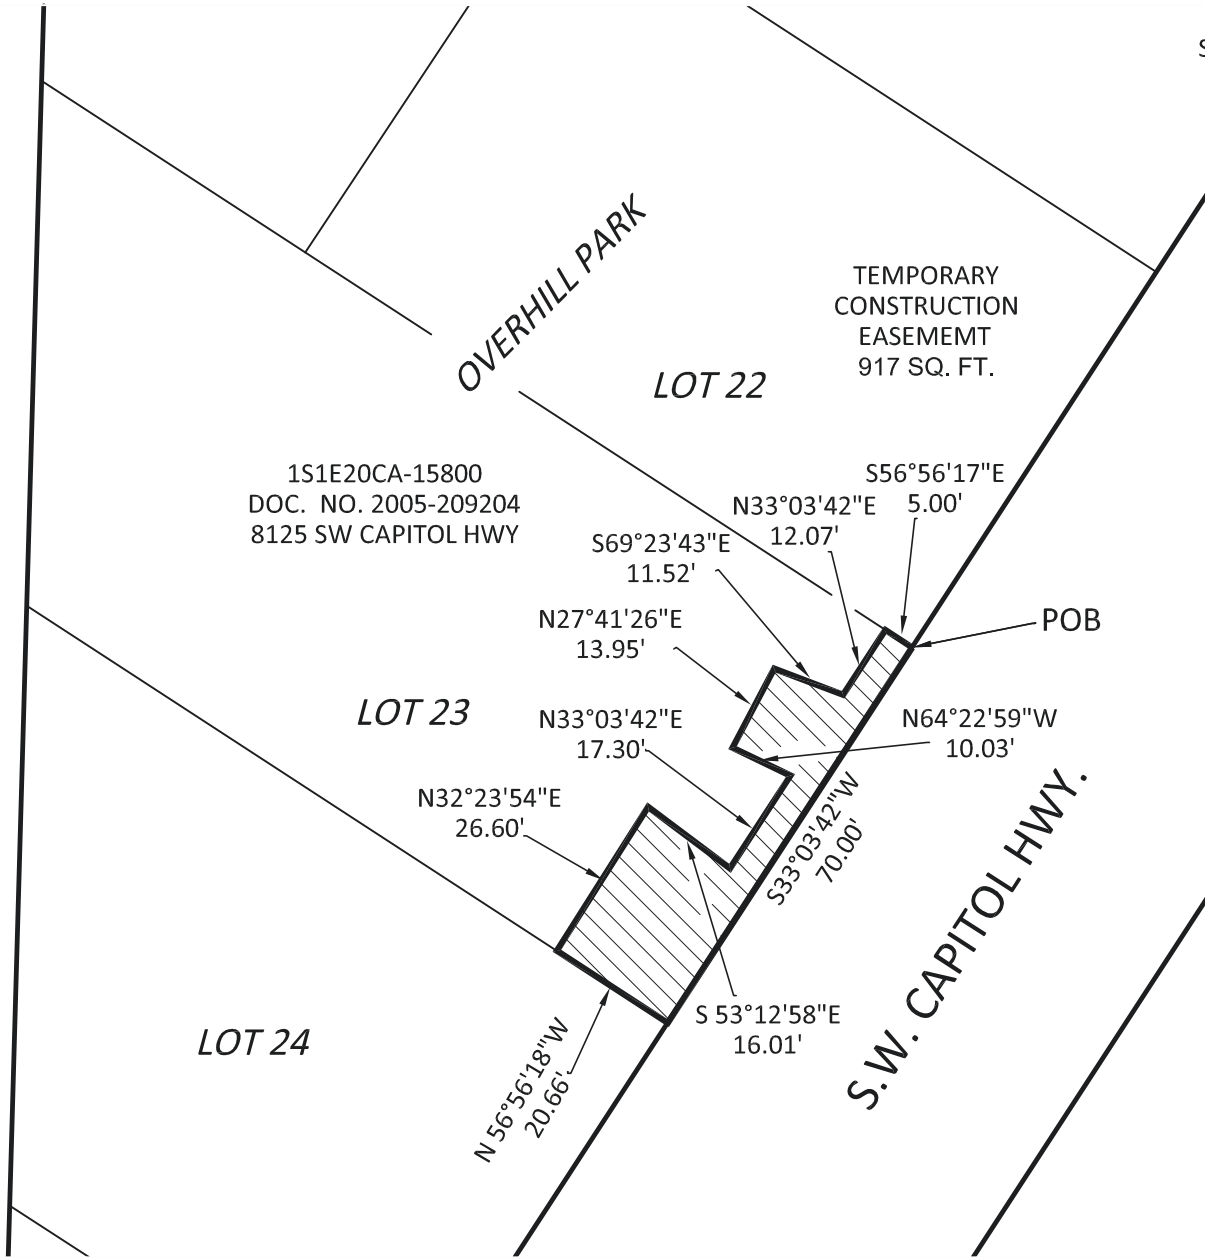 S
OVERHILL PARK
TEMPORARY
CONSTRUCTION
EASEMEMT
917 SQ. FT.
LOT 22
1S1E20CA-15800
DOC. NO. 2005-209204
8125 SW CAPITOL HWY
S56°56'17"E
5.00'
N33°03'42"E
12.07'
S69°23'43"E
11.52'
N27°41'26"E
13.95'
POB
LOT 23
N33°03'42"E
17.30'
N64°22'59"W
10.03'
N32°23'54"E
26.60'
S33°03'42"W
70.00'
S.W. CAPITOL HWY.
S 53°12'58"E
16.01'
LOT 24
N 56°56'18"W
20.66'